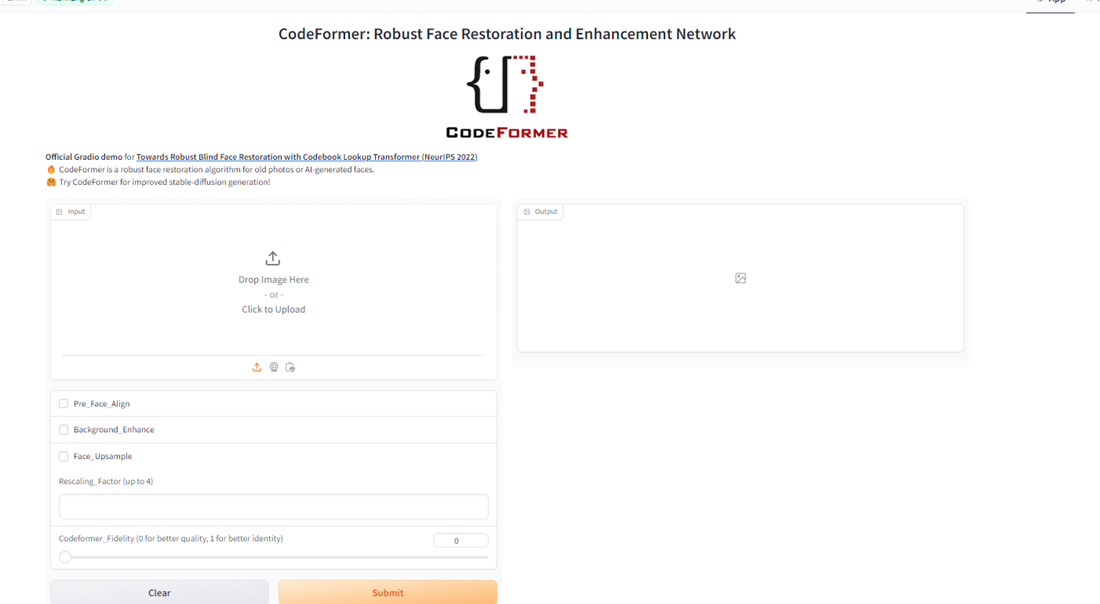 CodeFormer: Robust Face Restoration and Enhancement Network
CODEFORMER
Official Gradio demo for Towards Robust Blind Face Restoration with Codebook Lookup Transformer (NeurIPS 2022)
🔥 CodeFormer is a robust face restoration algorithm for old photos or AI-generated faces.
🤗 Try CodeFormer for improved stable-diffusion generation!
Input
Output
Drop Image Here
- or -
Click to Upload
Pre_Face_Align
Background_Enhance
Face_Upsample
Rescaling_Factor (up to 4)
Codeformer_Fidelity (0 for better quality, 1 for better identity)
0
Clear
Submit